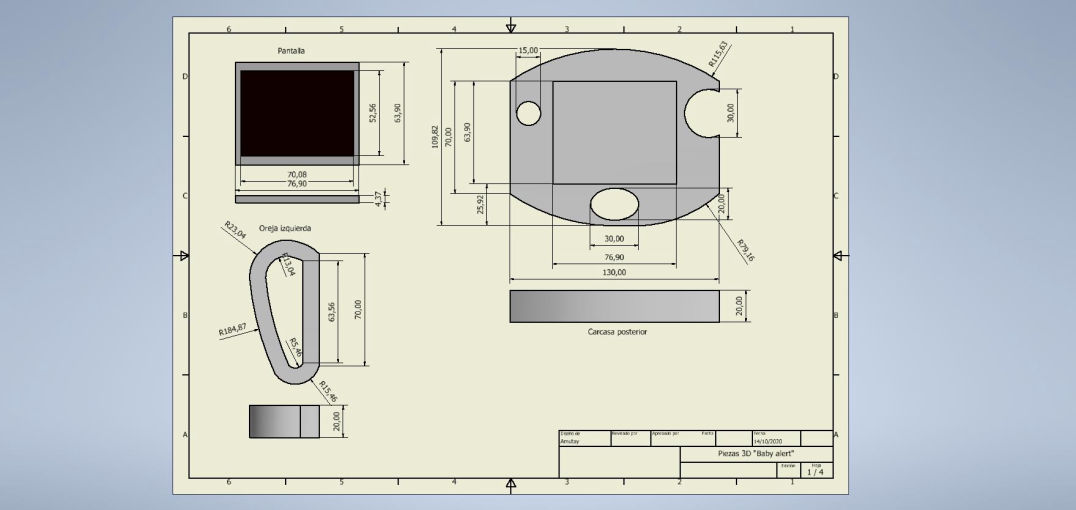 6 5 4 3 2 1
Pantalla
D
52,56
63,90
70,08
76,90
4,37
C
Oreja izquierda
R23,04
R13,04
63,56
70,00
R184,87
R5,46
R15,46
20,00
15,00
R115,63
30,00
109,82
70,00
63,90
25,92
20,00
30,00
76,90
130,00
R79,16
20,00
Carcasa posterior
D
C
B
B
A
A
Diseño de
Amutay
Revisado por
Aprobado por
Fecha
Fecha
14/10/2020
Piezas 3D "Baby alert"
Edición
Hoja
1 / 4
6 5 4 3 2 1